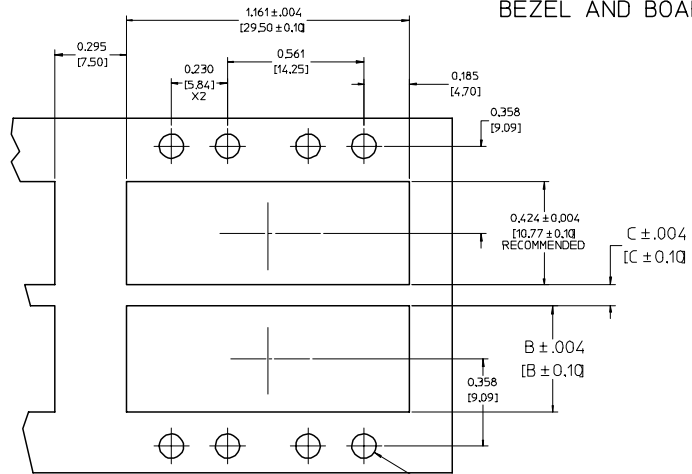 BEZEL AND BOA
1.161±.004
[29.50±0.10]
0.295
[7.50]
0.561
[14.25]
0.230
[5.84]
X2
0.185
[4.70]
0.358
[9.09]
0.424±0.004
[10.77±0.10]
RECOMMENDED
C±.004
[C±0.10]
B±.004
[B±0.10]
0.358
[9.09]